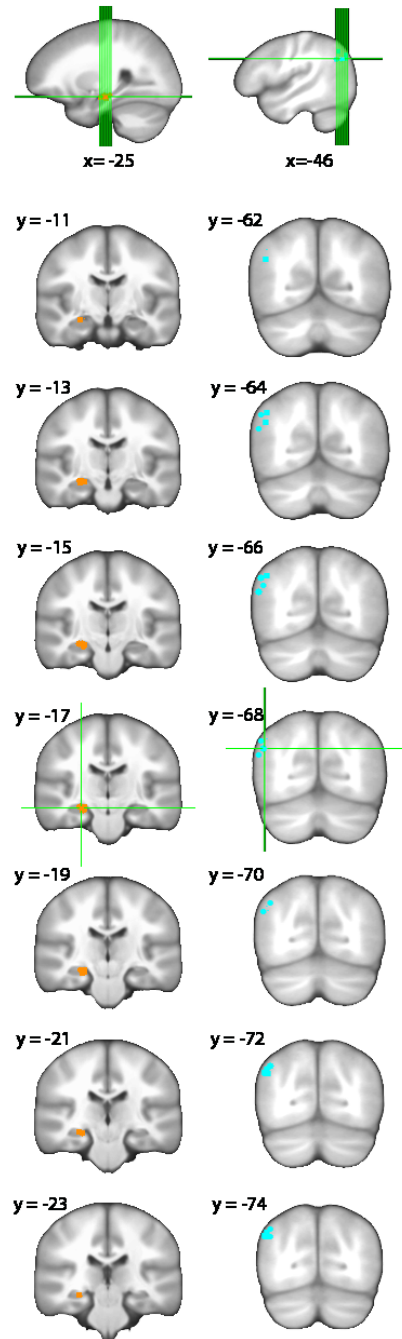 x= -25
x=-46
y = -11
y = -62
y = -13
y = -64
y = -15
y = -66
y = -17
y = -68
y = -19
y = -70
y = -21
y = -72
y = -23
y = -74